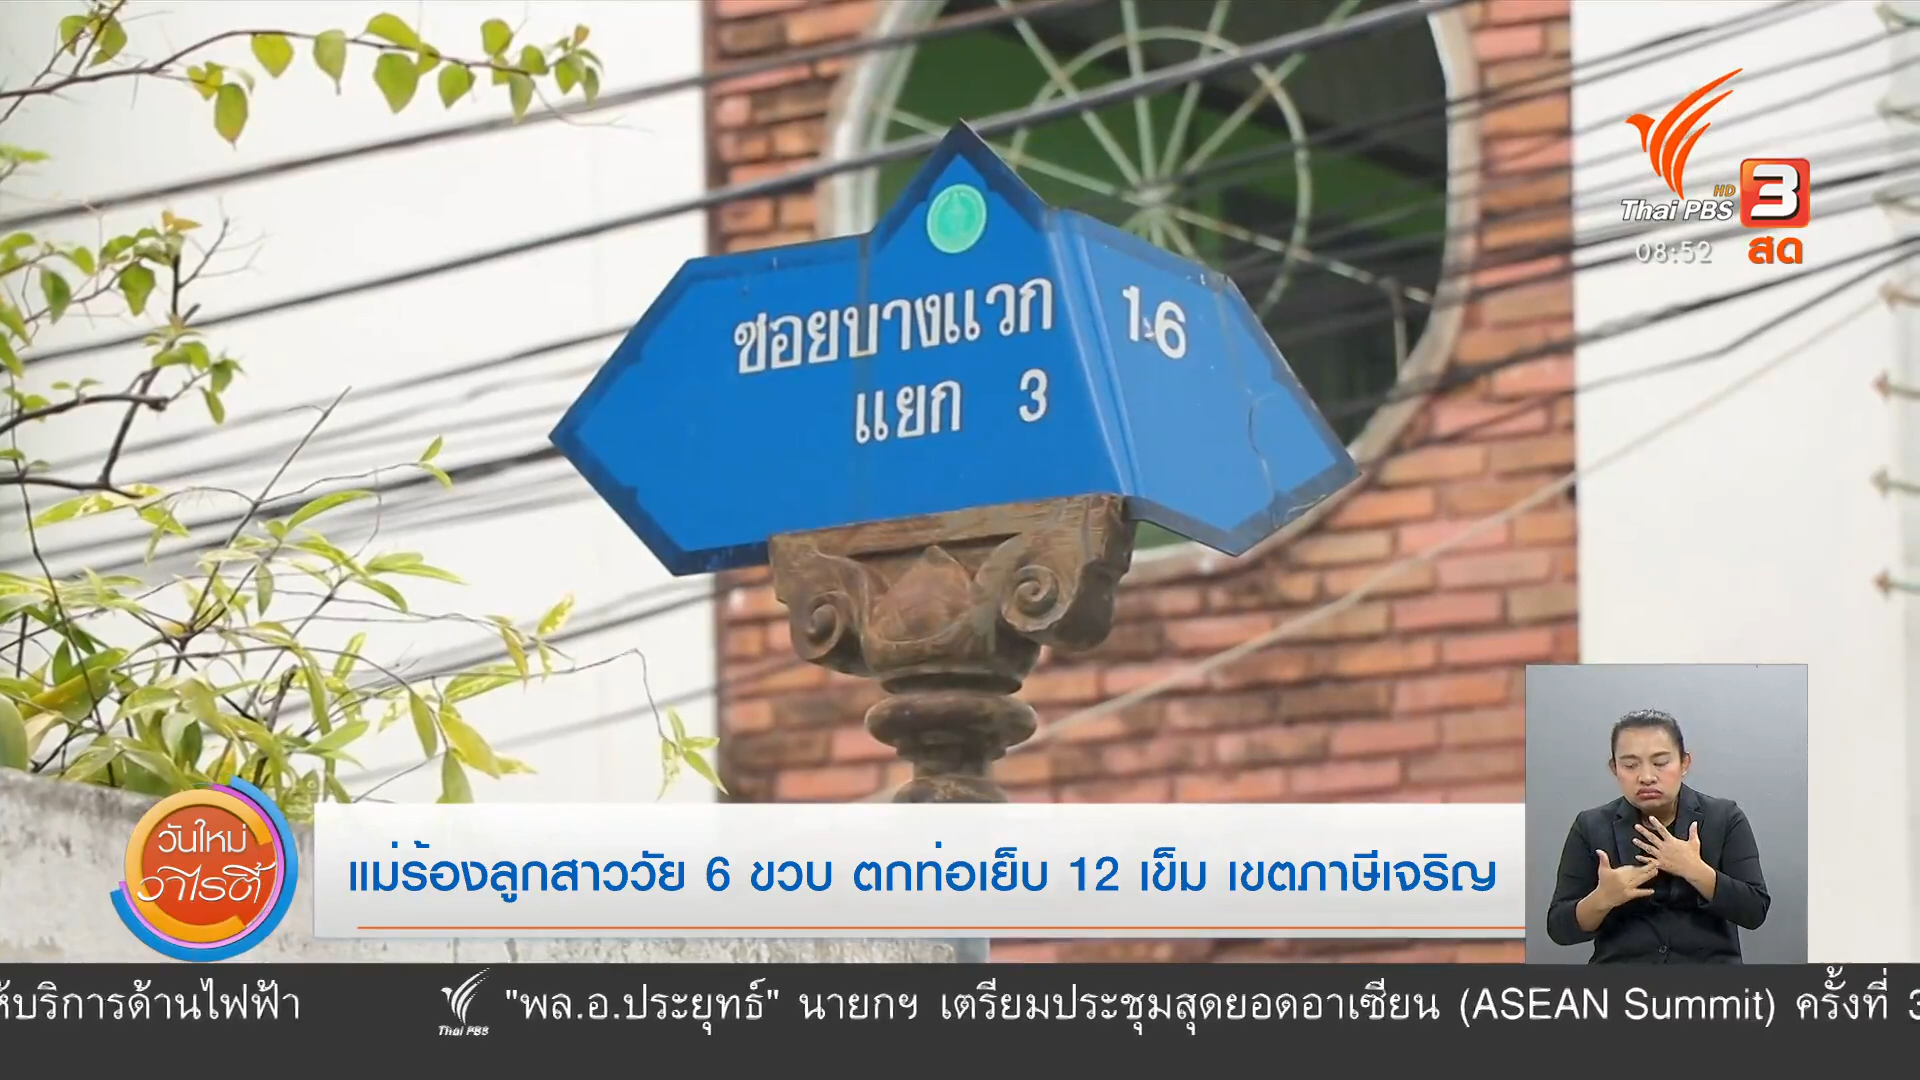 HD
Thai PBS 3
08:52 สด
ซอยบางแวก 16
แยก 3
วันใหม่
วาไรตี้
แม่ร้องลูกสาววัย 6 ขวบ ตกท่อเย็บ 12 เข็ม เขตภาษีเจริญ
ห้บริการด้านไฟฟ้า Thai PBS "พล.อ.ประยุทธ์" นายกฯ เตรียมประชุมสุดยอดอาเซียน (ASEAN Summit) ครั้งที่ 3